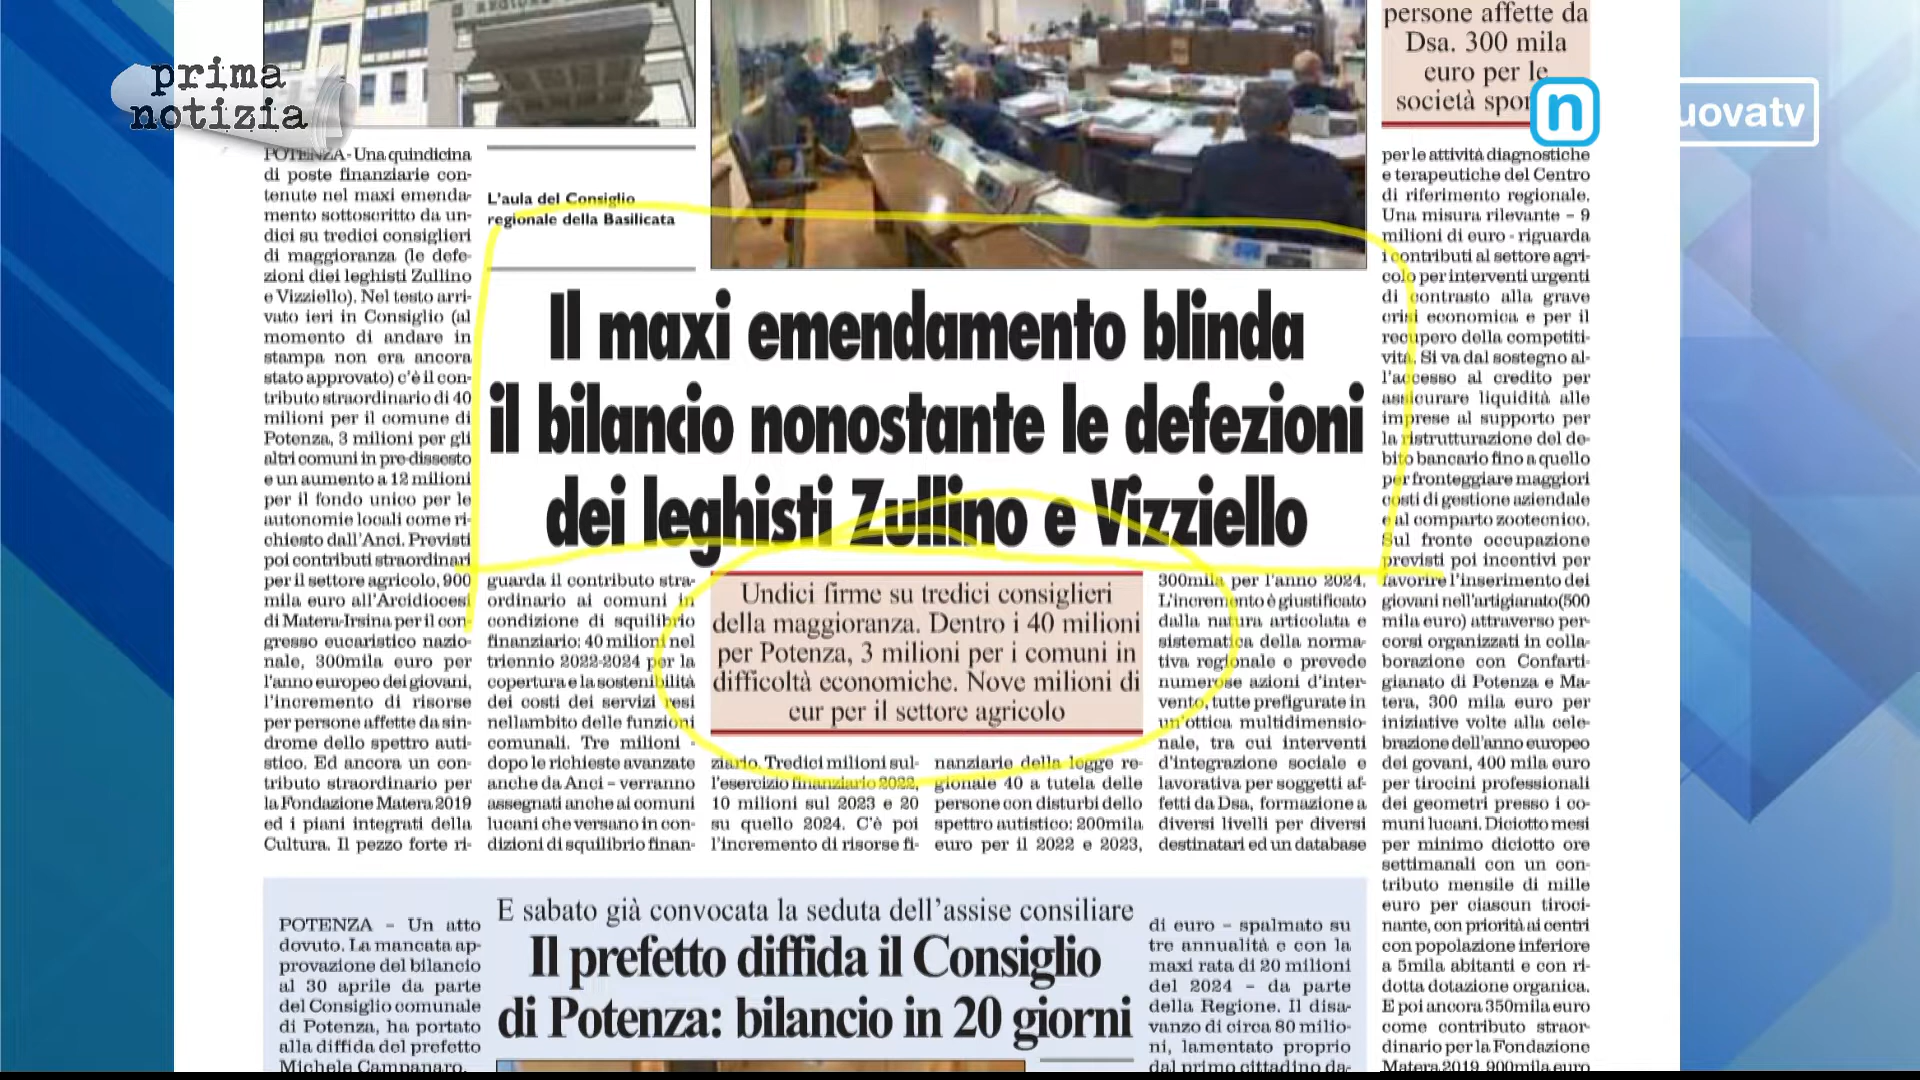 prima
notizia
nuovatv
persone affette da
Dsa. 300 mila
euro per le
società
POTENZA - Una quindicina
di poste finanziarie con-
tenute nel maxi emenda-
mento sottoscritto da un-
dici su tredici consiglieri
di maggioranza (le defe-
zioni diei leghisti Zullino
e Vizziello). Nel testo arri-
vato ieri in Consiglio (al
momento di andare in
stampa non era ancora
stato approvato) c'è il con-
tributo straordinario di 40
milioni per il comune di
Potenza, 3 milioni per gli
altri comuni in pre-dissesto
e un aumento a 12 milioni
per il fondo unico per le
autonomie locali come ri-
chiesto dall'Anci. Previsti
poi contributi straordinari
per il settore agricolo, 900
mila euro all'Arcidiocesi
di Matera-Irsina per il con-
gresso eucaristico nazio-
nale, 300mila euro per
l'anno europeo dei giovani,
l'incremento di risorse
per persone affette da sin-
drome dello spettro auti-
stico. Ed ancora un con-
tributo straordinario per
la Fondazione Matera 2019
ed i piani integrati della
Cultura. Il pezzo forte ri-
L'aula del Consiglio
regionale della Basilicata
Il maxi emendamento blinda
il bilancio nonostante le defezioni
dei leghisti Zullino e Vizziello
guarda il contributo stra-
ordinario ai comuni in
condizione di squilibrio
finanziario: 40 milioni nel
triennio 2022-2024 per la
copertura e la sostenibilità
dei costi dei servizi resi
nellambito delle funzioni
comunali. Tre milioni -
dopo le richieste avanzate
anche da Anci – verranno
assegnati anche ai comuni
lucani che versano in con-
dizioni di squilibrio finan-
Undici firme su tredici consiglieri
della maggioranza. Dentro i 40 milioni
per Potenza, 3 milioni per i comuni in
difficoltà economiche. Nove milioni di
eur per il settore agricolo
ziario. Tredici milioni sul-
l'esercizio finanziario 2022,
10 milioni sul 2023 e 20
su quello 2024. C'è poi
l'incremento di risorse fi-
nanziarie della legge re-
gionale 40 a tutela delle
persone con disturbi dello
spettro autistico: 200mila
euro per il 2022 e 2023,
300mila per l'anno 2024.
L'incremento è giustificato
dalla natura articolata e
sistematica della norma-
tiva regionale e prevede
numerose azioni d'inter-
vento, tutte prefigurate in
un'ottica multidimensio-
nale, tra cui interventi
d'integrazione sociale e
lavorativa per soggetti af-
fetti da Dsa, formazione a
diversi livelli per diversi
destinatari ed un database
per le attività diagnostiche
e terapeutiche del Centro
di riferimento regionale.
Una misura rilevante – 9
milioni di euro - riguarda
i contributi al settore agri-
colo per interventi urgenti
di contrasto alla grave
crisi economica e per il
recupero della competiti-
vità. Si va dal sostegno al-
l'accesso al credito per
assicurare liquidità alle
imprese al supporto per
la ristrutturazione del de-
bito bancario fino a quello
per fronteggiare maggiori
costi di gestione aziendale
e al comparto zootecnico.
Sul fronte occupazione
previsti poi incentivi per
favorire l'inserimento dei
giovani nell'artigianato (500
mila euro) attraverso per-
corsi organizzati in colla-
borazione con Confarti-
gianato di Potenza e Ma-
tera, 300 mila euro per
iniziative volte alla cele-
brazione dell'anno europeo
dei govani, 400 mila euro
per tirocini professionali
dei geometri presso i co-
muni lucani. Diciotto mesi
per minimo diciotto ore
settimanali con un con-
tributo mensile di mille
euro per ciascun tiroci-
nante, con priorità ai centri
con popolazione inferiore
a 5mila abitanti e con ri-
dotta dotazione organica.
E poi ancora 350mila euro
come contributo straor-
dinario per la Fondazione
Matera 2019, 900mila euro
E sabato già convocata la seduta dell'assise consiliare
Il prefetto diffida il Consiglio
di Potenza: bilancio in 20 giorni
POTENZA – Un atto
dovuto. La mancata ap-
provazione del bilancio
al 30 aprile da parte
del Consiglio comunale
di Potenza, ha portato
alla diffida del prefetto
Michele Campanaro.
di euro – spalmato su
tre annualità e con la
maxi rata di 20 milioni
del 2024 – da parte
della Regione. Il disa-
vanzo di circa 80 milio-
ni, lamentato proprio
dal primo cittadino da-